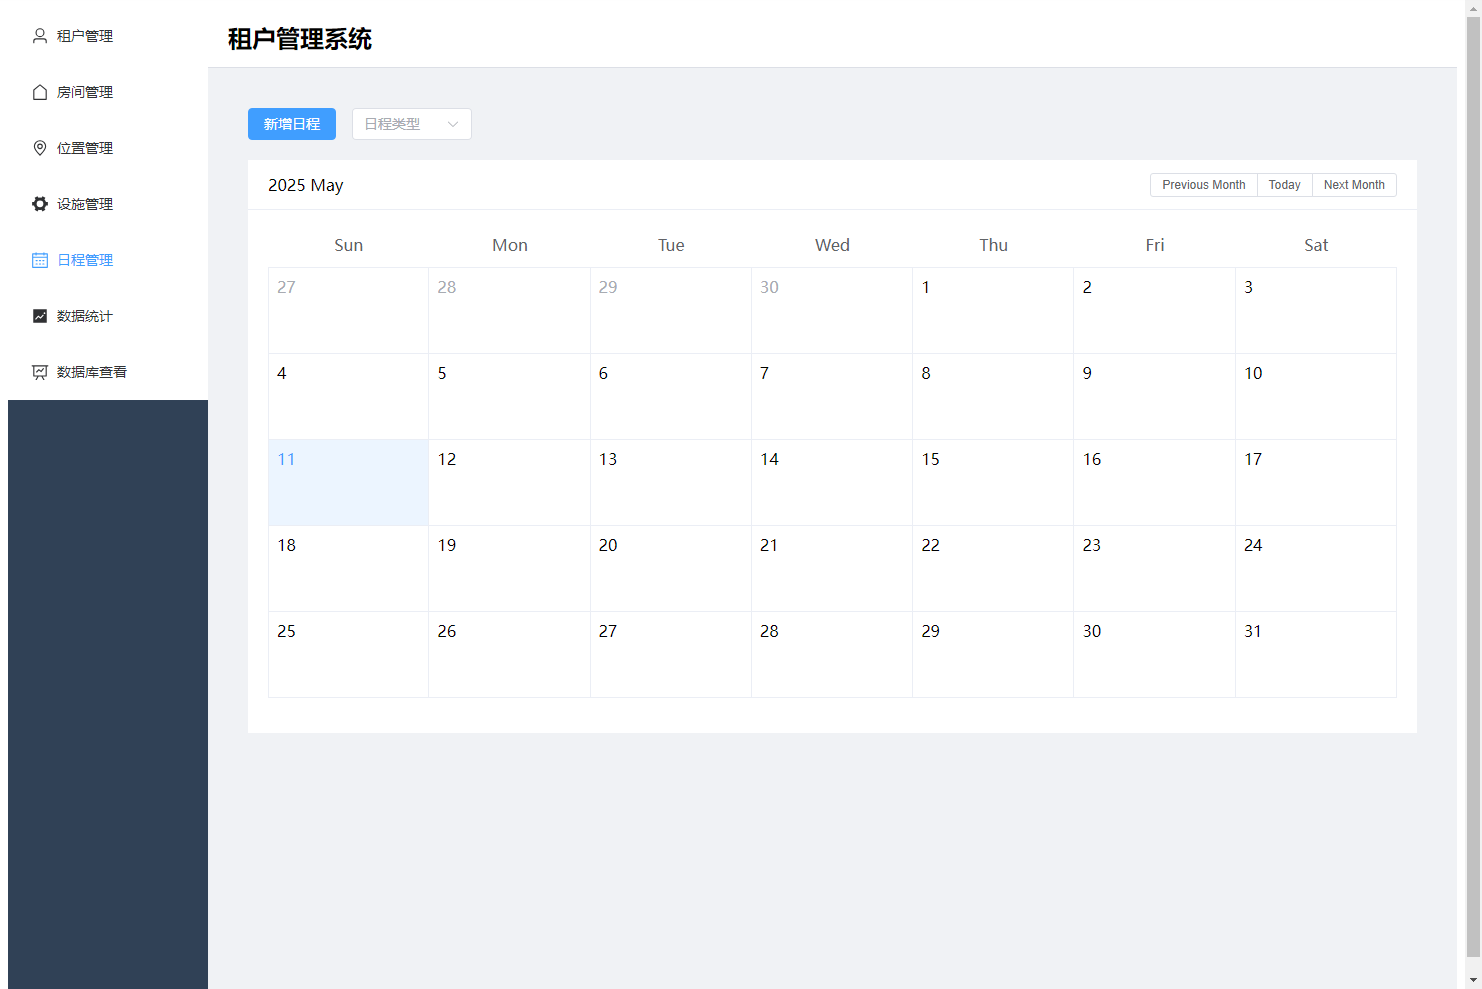 租户管理
房间管理
位置管理
设施管理
日程管理
数据统计
数据库查看
租户管理系统
新增日程 日程类型
2025 May Previous Month Today Next Month
Sun Mon Tue Wed Thu Fri Sat
27 28 29 30 1 2 3
4 5 6 7 8 9 10
11 12 13 14 15 16 17
18 19 20 21 22 23 24
25 26 27 28 29 30 31